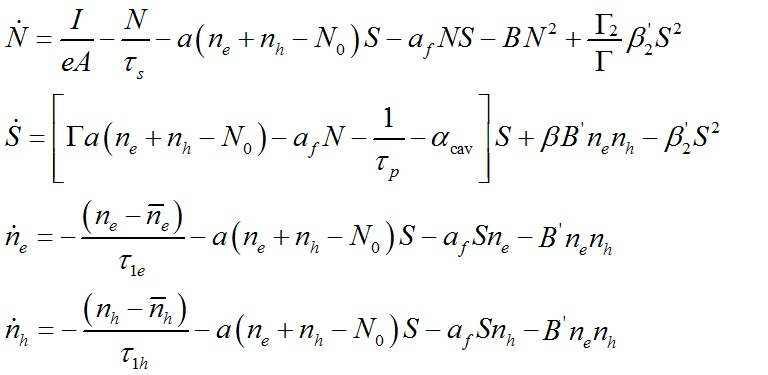 Ṅ = I/(eA) − N/τ_s − a(n_e + n_h − N_0)S − a_f NS − BN² + (Γ_2/Γ) β'_2 S²
Ṡ = [Γa(n_e + n_h − N_0) − a_f N − 1/τ_p − α_cav] S + βB'n_e n_h − β'_2 S²
ṅ_e = −(n_e − n̄_e)/τ_1e − a(n_e + n_h − N_0)S − a_f Sn_e − B'n_e n_h
ṅ_h = −(n_h − n̄_h)/τ_1h − a(n_e + n_h − N_0)S − a_f Sn_h − B'n_e n_h